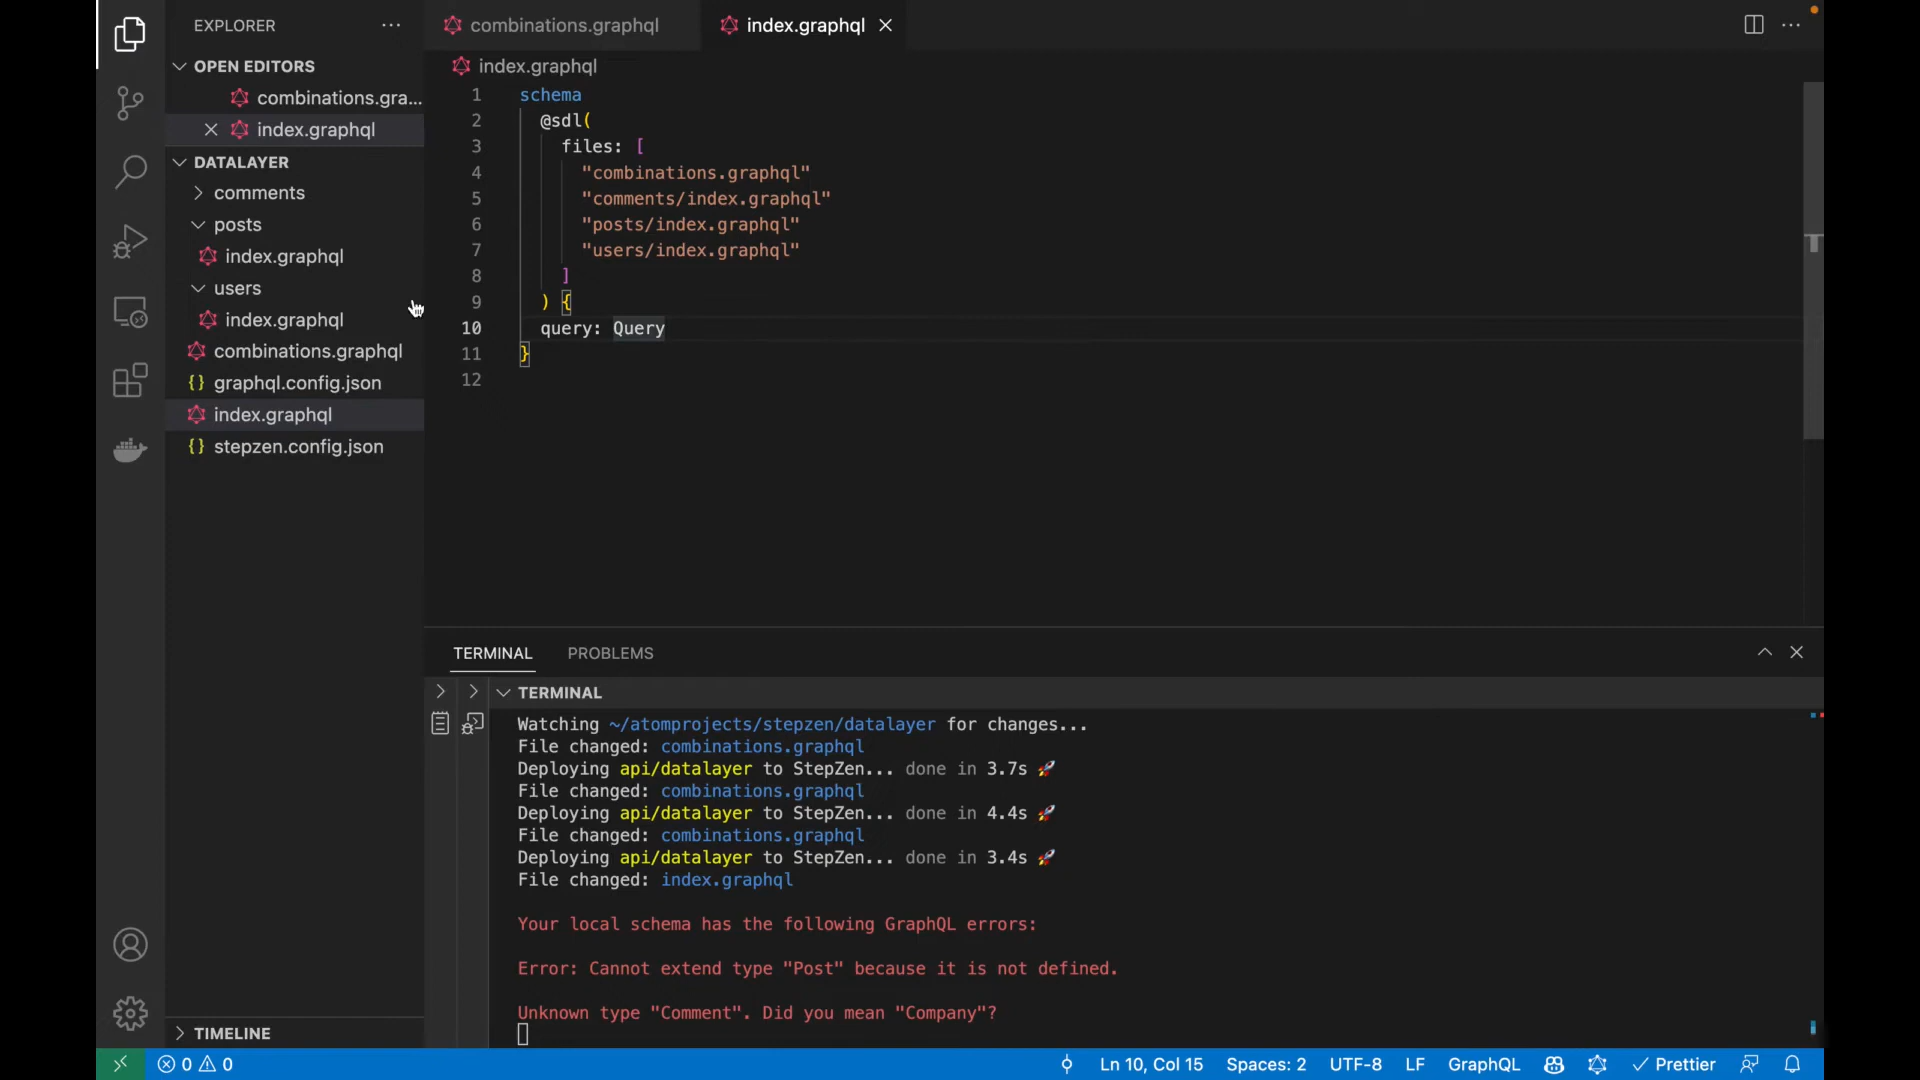 EXPLORER
OPEN EDITORS
combinations.gra...
index.graphql
DATALAYER
comments
posts
index.graphql
users
index.graphql
combinations.graphql
{} graphql.config.json
index.graphql
{} stepzen.config.json
TIMELINE
combinations.graphql
index.graphql
index.graphql
1 schema
2 @sdl(
3 files: [
4 "combinations.graphql"
5 "comments/index.graphql"
6 "posts/index.graphql"
7 "users/index.graphql"
8 ]
9 ) {
10 query: Query
11 }
12
TERMINAL PROBLEMS
TERMINAL
Watching ~/atomprojects/stepzen/datalayer for changes...
File changed: combinations.graphql
Deploying api/datalayer to StepZen... done in 3.7s 🚀
File changed: combinations.graphql
Deploying api/datalayer to StepZen... done in 4.4s 🚀
File changed: combinations.graphql
Deploying api/datalayer to StepZen... done in 3.4s 🚀
File changed: index.graphql
Your local schema has the following GraphQL errors:
Error: Cannot extend type "Post" because it is not defined.
Unknown type "Comment". Did you mean "Company"?
0 0 Ln 10, Col 15 Spaces: 2 UTF-8 LF GraphQL Prettier